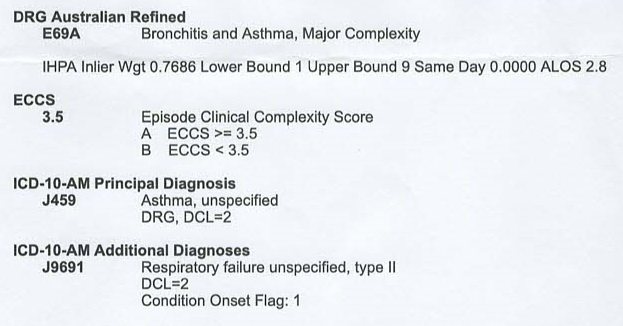 DRG Australian Refined
E69A Bronchitis and Asthma, Major Complexity
IHPA Inlier Wgt 0.7686 Lower Bound 1 Upper Bound 9 Same Day 0.0000 ALOS 2.8
ECCS
3.5 Episode Clinical Complexity Score
A ECCS >= 3.5
B ECCS < 3.5
ICD-10-AM Principal Diagnosis
J459 Asthma, unspecified
DRG, DCL=2
ICD-10-AM Additional Diagnoses
J9691 Respiratory failure unspecified, type II
DCL=2
Condition Onset Flag: 1